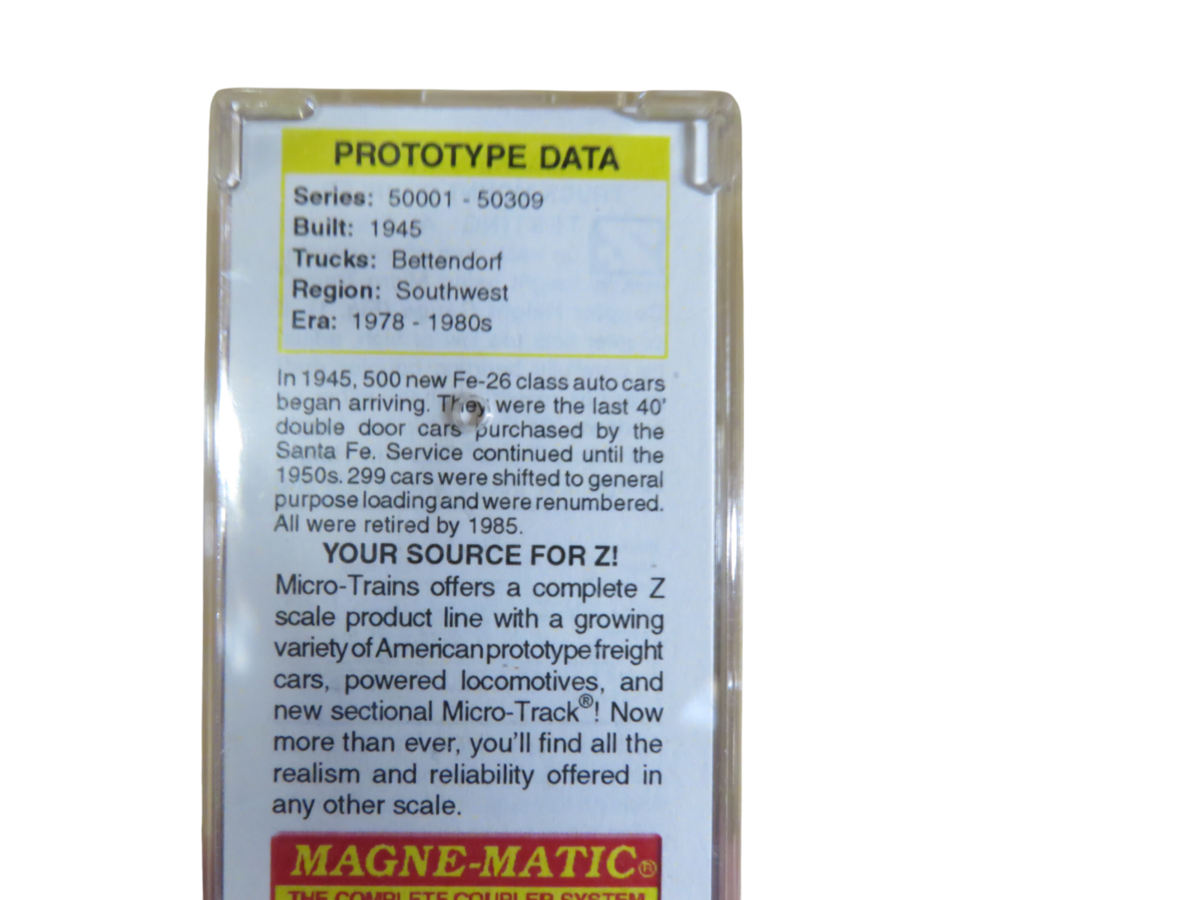 PROTOTYPE DATA
Series: 50001 - 50309
Built: 1945
Trucks: Bettendorf
Region: Southwest
Era: 1978 - 1980s
In 1945, 500 new Fe-26 class auto cars
began arriving. They were the last 40'
double door cars purchased by the
Santa Fe. Service continued until the
1950s. 299 cars were shifted to general
purpose loading and were renumbered.
All were retired by 1985.
YOUR SOURCE FOR Z!
Micro-Trains offers a complete Z
scale product line with a growing
variety of American prototype freight
cars, powered locomotives, and
new sectional Micro-Track®! Now
more than ever, you'll find all the
realism and reliability offered in
any other scale.
MAGNE-MATIC®
THE COMPLETE COUPLER SYSTEM